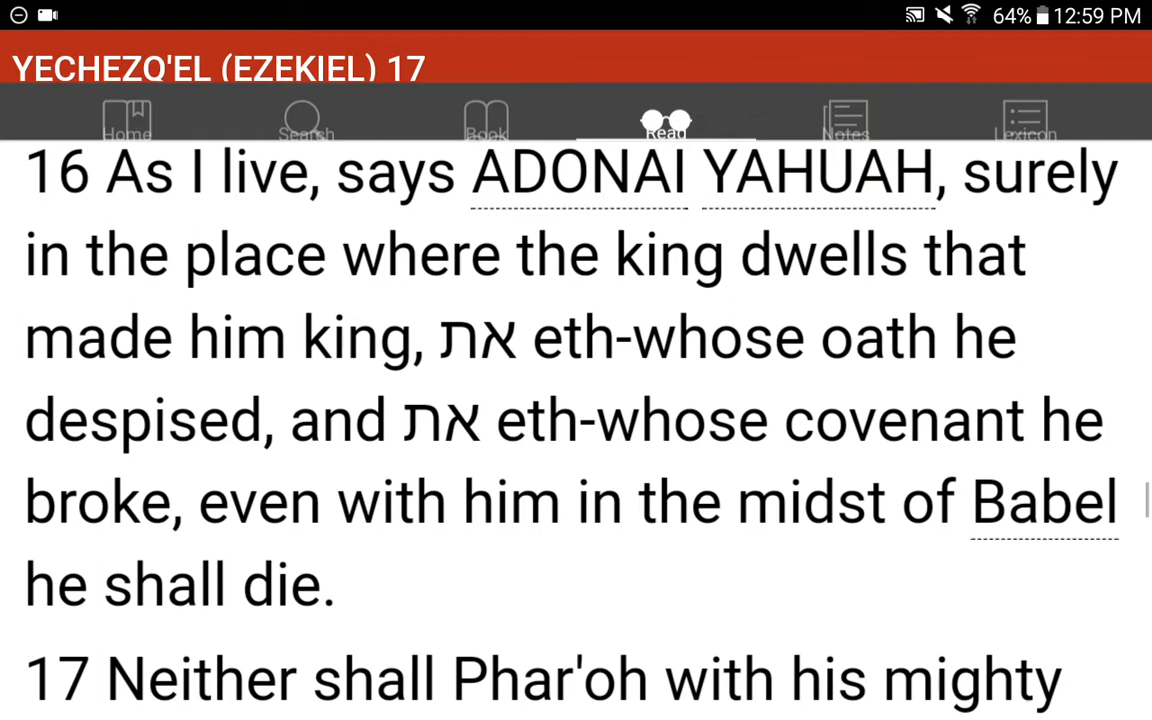 64% 12:59 PM
YECHEZQ'EL (EZEKIEL) 17
Home Search Book Read Notes Lexicon
16 As I live, says ADONAI YAHUAH, surely
in the place where the king dwells that
made him king, את eth-whose oath he
despised, and את eth-whose covenant he
broke, even with him in the midst of Babel
he shall die.
17 Neither shall Phar'oh with his mighty